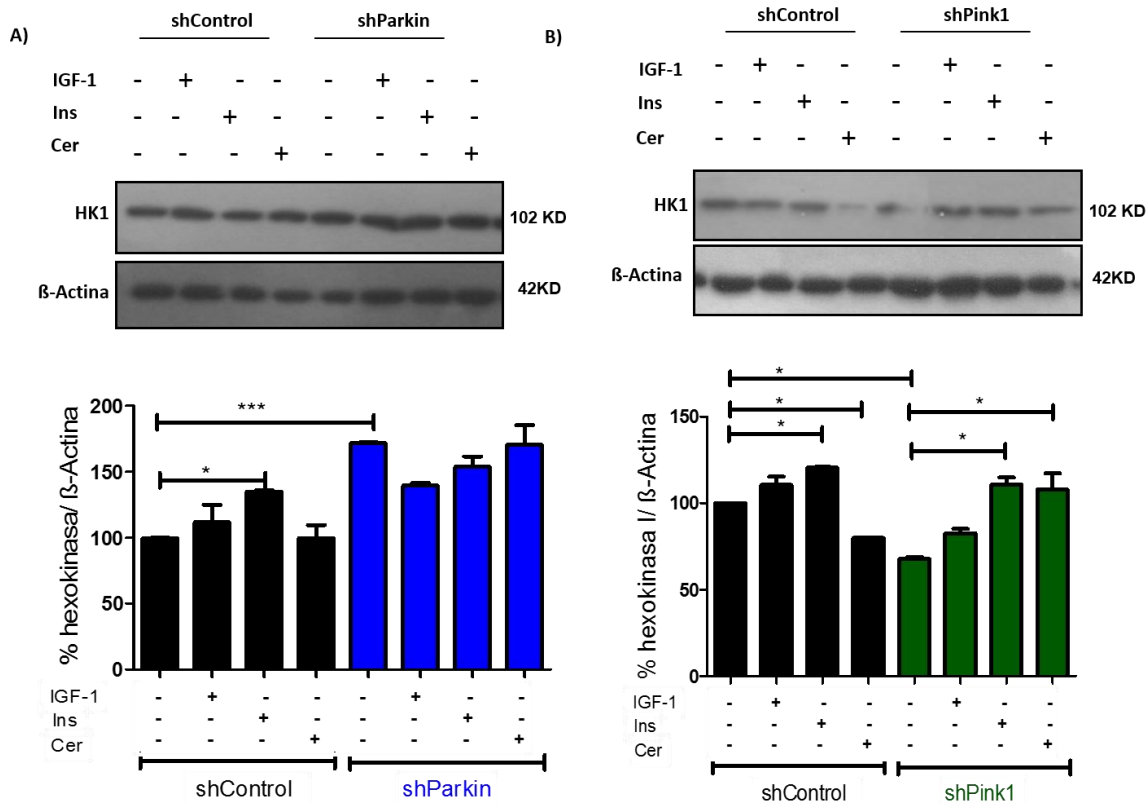 A)
shControl shParkin
IGF-1 - + - - - + - -
Ins - - + - - - + -
Cer - - - + - - - +
HK1 102 KD
ß-Actina 42KD
***
*
200
150
100
50
0
% hexokinasa/ ß-Actina
IGF-1 - + - - - + - -
Ins - - + - - - + -
Cer - - - + - - - +
shControl shParkin
B)
shControl shPink1
IGF-1 - + - - - + - -
Ins - - + - - - + -
Cer - - - + - - - +
HK1 102 KD
ß-Actina 42KD
*
* *
* *
150
100
50
0
% hexokinasa I/ ß-Actina
IGF-1 - + - - - + - -
Ins - - + - - - + -
Cer - - - + - - - +
shControl shPink1